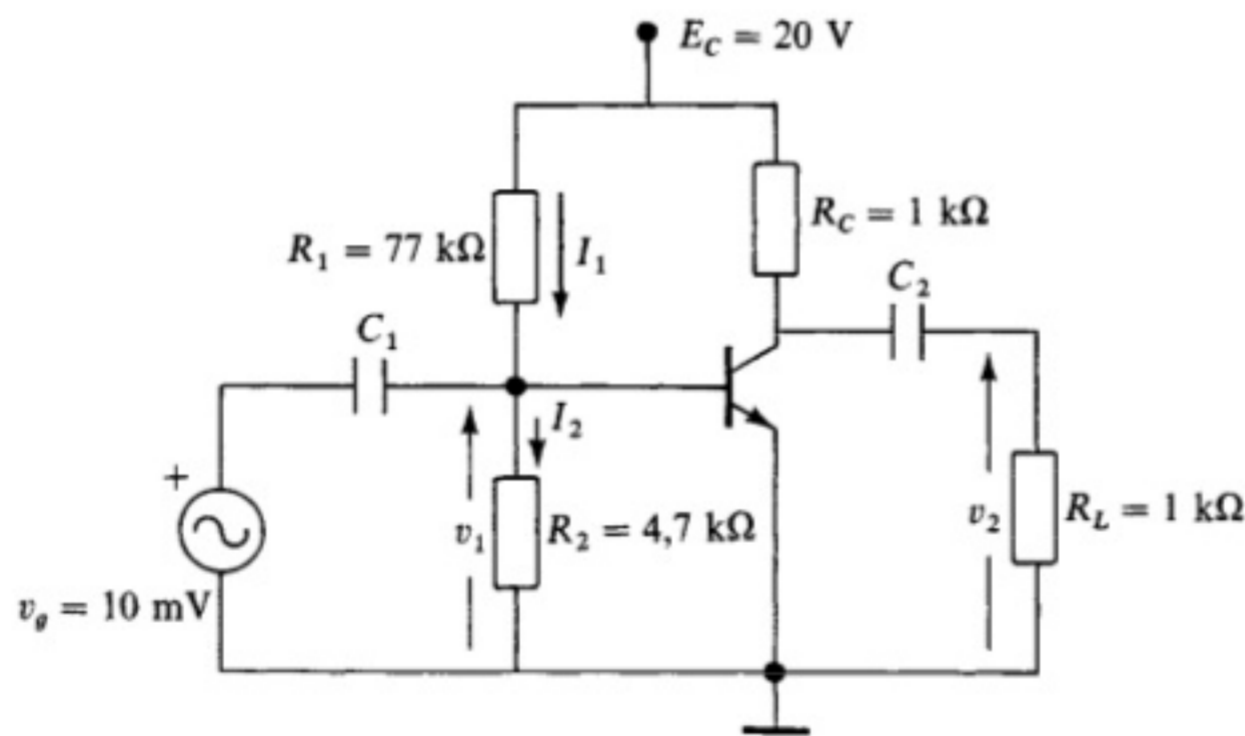 E_C = 20 V
R_C = 1 kΩ
R_1 = 77 kΩ
I_1
C_2
C_1
I_2
+
v_1
R_2 = 4,7 kΩ
v_2
R_L = 1 kΩ
v_g = 10 mV